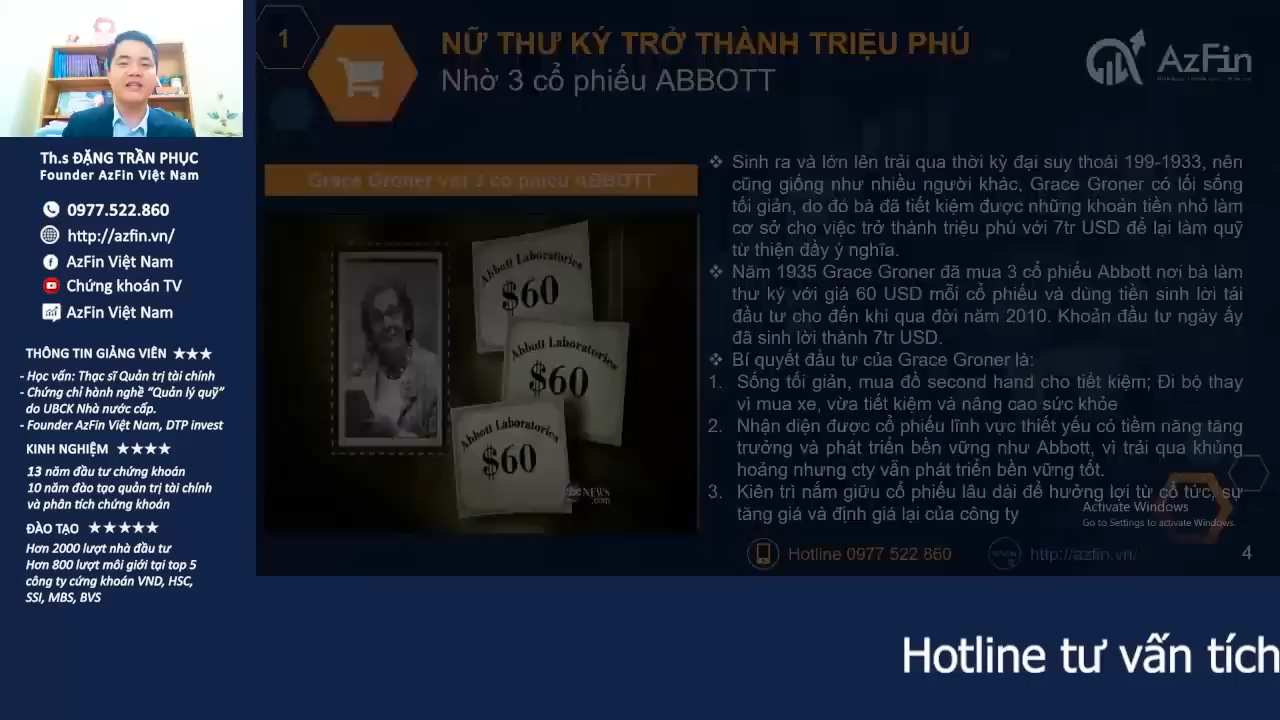 Th.s ĐẶNG TRẦN PHỤC
Founder AzFin Việt Nam
0977.522.860
http://azfin.vn/
AzFin Việt Nam
Chứng khoán TV
AzFin Việt Nam
THÔNG TIN GIẢNG VIÊN ★★★
- Học vấn: Thạc sĩ Quản trị tài chính
- Chứng chỉ hành nghề “Quản lý quỹ”
do UBCK Nhà nước cấp.
- Founder AzFin Việt Nam, DTP invest
KINH NGHIỆM ★★★★
13 năm đầu tư chứng khoán
10 năm đào tạo quản trị tài chính
và phân tích chứng khoán
ĐÀO TẠO ★★★★★
Hơn 2000 lượt nhà đầu tư
Hơn 800 lượt môi giới tại top 5
công ty cứng khoán VND, HSC,
SSI, MBS, BVS
1
NỮ THƯ KÝ TRỞ THÀNH TRIỆU PHÚ
Nhờ 3 cổ phiếu ABBOTT
AzFin
Grace Groner với 3 cổ phiếu ABBOTT
Abbott Laboratories
$60
Abbott Laboratories
$60
Abbott Laboratories
$60
❖ Sinh ra và lớn lên trải qua thời kỳ đại suy thoái 199-1933, nên
cũng giống như nhiều người khác, Grace Groner có lối sống
tối giản, do đó bà đã tiết kiệm được những khoản tiền nhỏ làm
cơ sở cho việc trở thành triệu phú với 7tr USD để lại làm quỹ
từ thiện đầy ý nghĩa.
❖ Năm 1935 Grace Groner đã mua 3 cổ phiếu Abbott nơi bà làm
thư ký với giá 60 USD mỗi cổ phiếu và dùng tiền sinh lời tái
đầu tư cho đến khi qua đời năm 2010. Khoản đầu tư ngày ấy
đã sinh lời thành 7tr USD.
❖ Bí quyết đầu tư của Grace Groner là:
1. Sống tối giản, mua đồ second hand cho tiết kiệm; Đi bộ thay
vì mua xe, vừa tiết kiệm và nâng cao sức khỏe
2. Nhận diện được cổ phiếu lĩnh vực thiết yếu có tiềm năng tăng
trưởng và phát triển bền vững như Abbott, vì trải qua khủng
hoảng nhưng cty vẫn phát triển bền vững tốt.
3. Kiên trì nắm giữu cổ phiếu lâu dài để hưởng lợi từ cổ tức, sự
tăng giá và định giá lại của công ty
Activate Windows
Go to Settings to activate Windows.
Hotline 0977 522 860
http://azfin.vn/
4
Hotline tư vấn tích